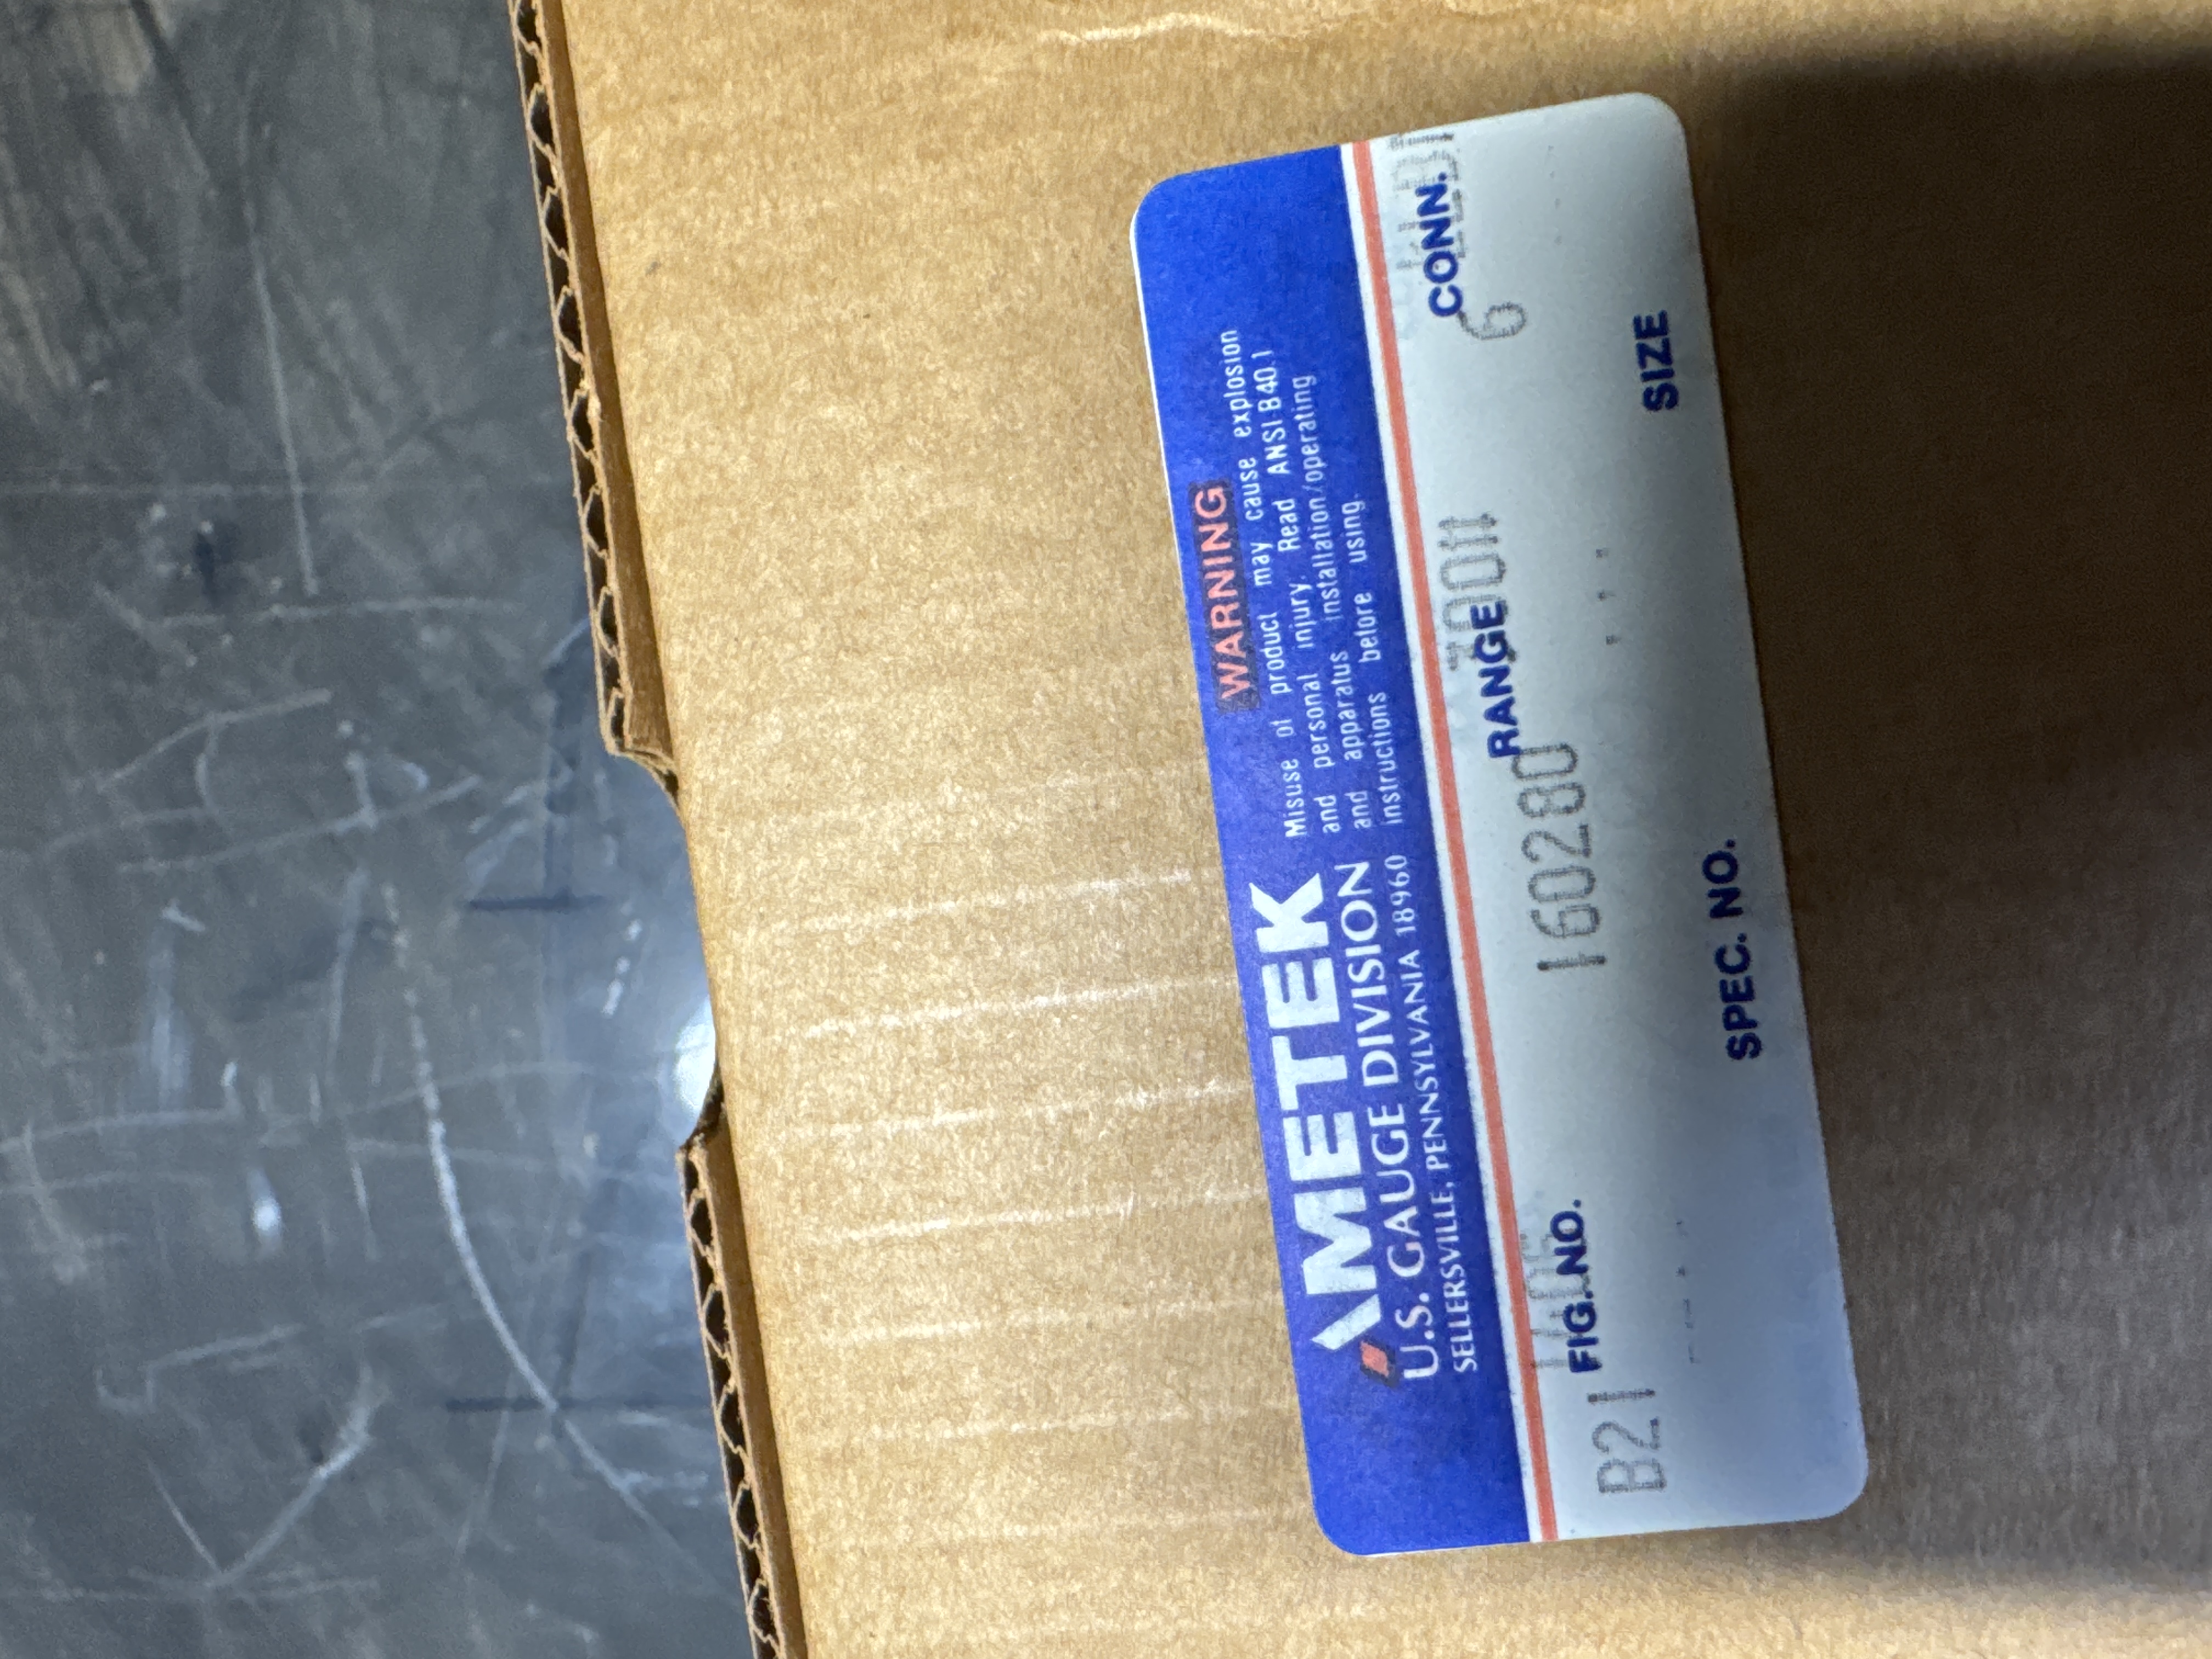 AMETEK
U.S. GAUGE DIVISION
SELLERSVILLE, PENNSYLVANIA 18960
WARNING
Misuse of product may cause explosion
and personal injury. Read ANSI-B40.1
and apparatus installation/operating
instructions before using.
FIG. NO. RANGE CONN.
B21 160280 6
SPEC. NO. SIZE